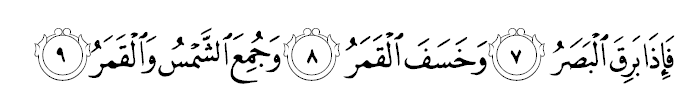 فَإِذَا بَرِقَ ٱلْبَصَرُ ٧ وَخَسَفَ ٱلْقَمَرُ ٨ وَجُمِعَ ٱلشَّمْسُ وَٱلْقَمَرُ ٩